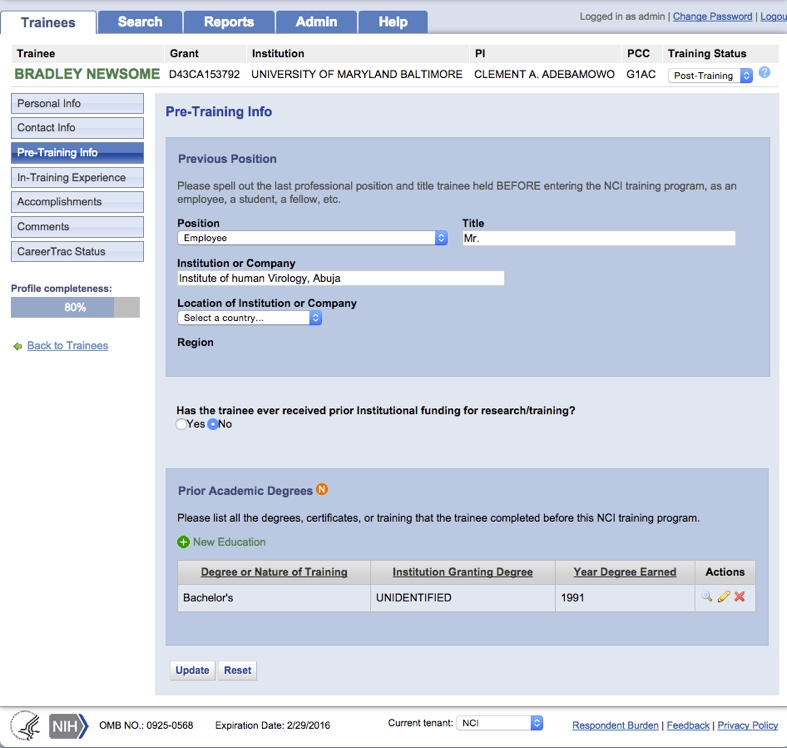 Trainees Search Reports Admin Help Logged in as admin | Change Password | Logou
Trainee Grant Institution PI PCC Training Status
BRADLEY NEWSOME D43CA153792 UNIVERSITY OF MARYLAND BALTIMORE CLEMENT A. ADEBAMOWO G1AC Post-Training ?
Personal Info
Contact Info
Pre-Training Info
In-Training Experience
Accomplishments
Comments
CareerTrac Status
Profile completeness:
80%
Back to Trainees
Pre-Training Info
Previous Position
Please spell out the last professional position and title trainee held BEFORE entering the NCI training program, as an
employee, a student, a fellow, etc.
Position Title
Employee Mr.
Institution or Company
Institute of human Virology, Abuja
Location of Institution or Company
Select a country...
Region
Has the trainee ever received prior Institutional funding for research/training?
Yes No
Prior Academic Degrees N
Please list all the degrees, certificates, or training that the trainee completed before this NCI training program.
New Education
Degree or Nature of Training Institution Granting Degree Year Degree Earned Actions
Bachelor's UNIDENTIFIED 1991
Update Reset
NIH OMB NO.: 0925-0568 Expiration Date: 2/29/2016 Current tenant: NCI Respondent Burden | Feedback | Privacy Policy